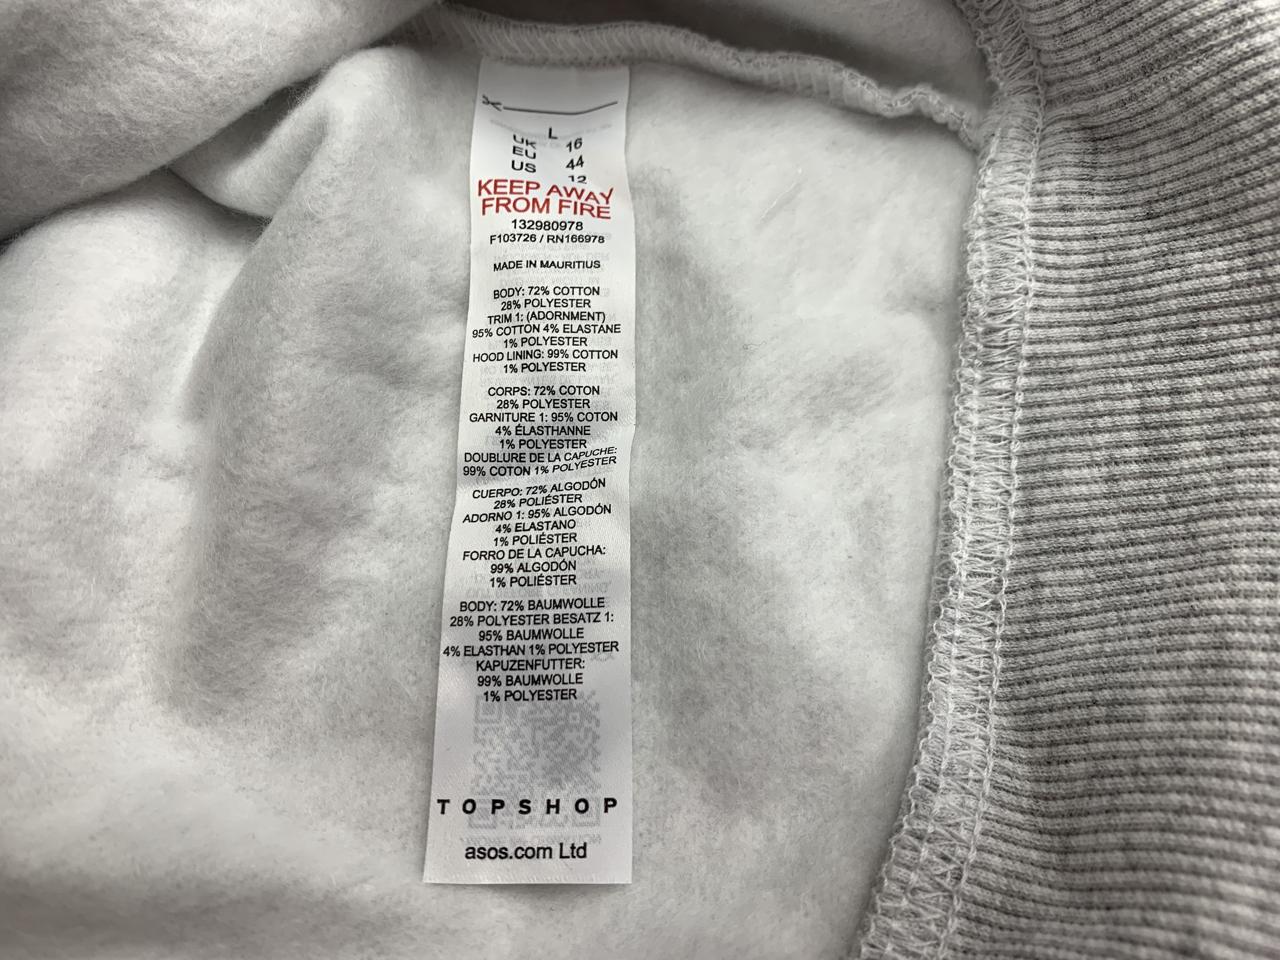 L
UK 16
EU 44
US 12
KEEP AWAY
FROM FIRE
132980978
F103726 / RN166978
MADE IN MAURITIUS
BODY: 72% COTTON
28% POLYESTER
TRIM 1: (ADORNMENT)
95% COTTON 4% ELASTANE
1% POLYESTER
HOOD LINING: 99% COTTON
1% POLYESTER
CORPS: 72% COTON
28% POLYESTER
GARNITURE 1: 95% COTON
4% ÉLASTHANNE
1% POLYESTER
DOUBLURE DE LA CAPUCHE:
99% COTON 1% POLYESTER
CUERPO: 72% ALGODÓN
28% POLIÉSTER
ADORNO 1: 95% ALGODÓN
4% ELASTANO
1% POLIÉSTER
FORRO DE LA CAPUCHA:
99% ALGODÓN
1% POLIÉSTER
BODY: 72% BAUMWOLLE
28% POLYESTER BESATZ 1:
95% BAUMWOLLE
4% ELASTHAN 1% POLYESTER
KAPUZENFUTTER:
99% BAUMWOLLE
1% POLYESTER
TOPSHOP
asos.com Ltd